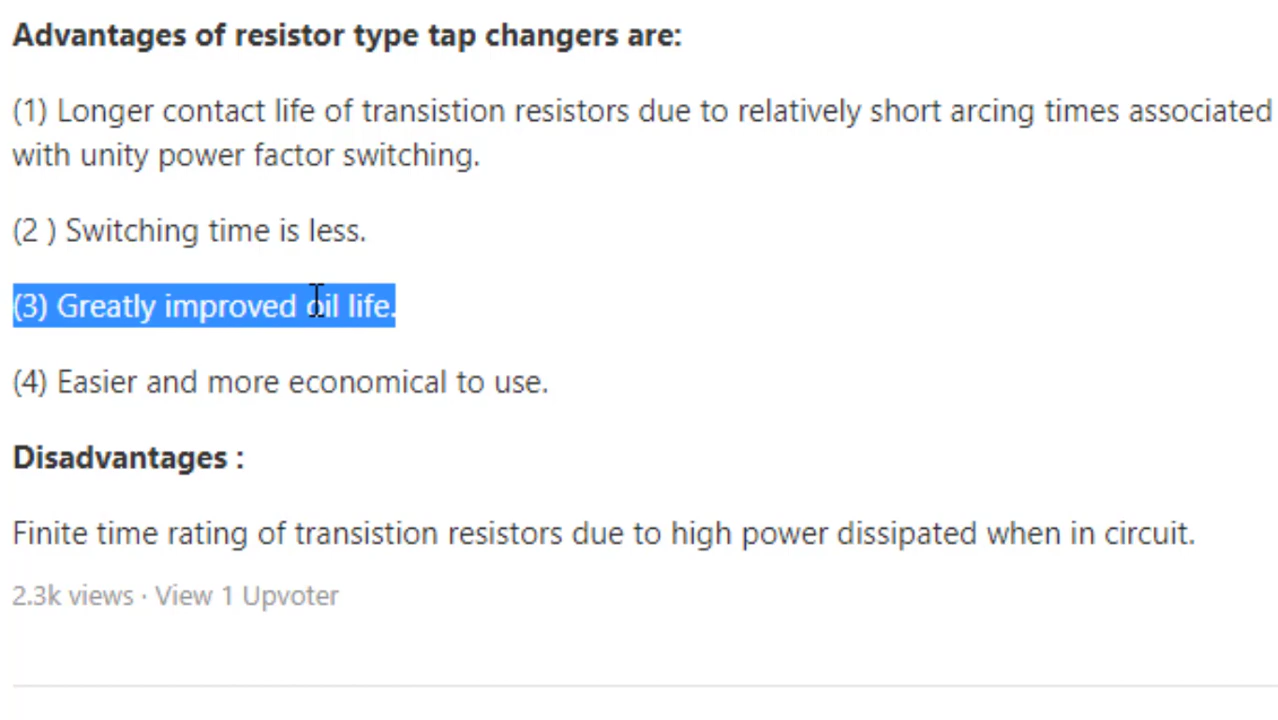 Advantages of resistor type tap changers are:
(1) Longer contact life of transistion resistors due to relatively short arcing times associated
with unity power factor switching.
(2 ) Switching time is less.
(3) Greatly improved oil life.
(4) Easier and more economical to use.
Disadvantages :
Finite time rating of transistion resistors due to high power dissipated when in circuit.
2.3k views · View 1 Upvoter